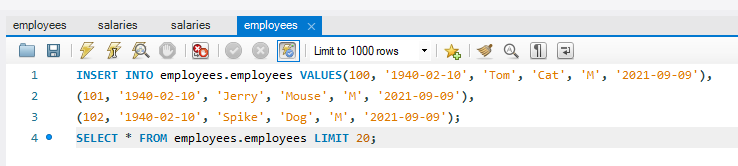 employees salaries salaries employees
Limit to 1000 rows
1 INSERT INTO employees.employees VALUES(100, '1940-02-10', 'Tom', 'Cat', 'M', '2021-09-09'),
2 (101, '1940-02-10', 'Jerry', 'Mouse', 'M', '2021-09-09'),
3 (102, '1940-02-10', 'Spike', 'Dog', 'M', '2021-09-09');
4 SELECT * FROM employees.employees LIMIT 20;